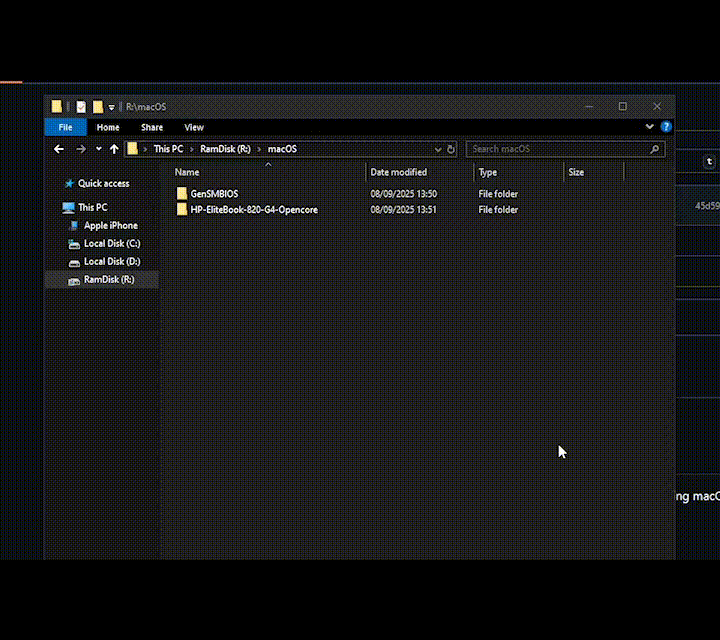 R:\macOS
File Home Share View
This PC RamDisk (R:) macOS
Search macOS
Name Date modified Type Size
Quick access
This PC
Apple iPhone
Local Disk (C:)
Local Disk (D:)
RamDisk (R:)
GenSMBIOS 08/09/2025 13:50 File folder
HP-EliteBook-820-G4-Opencore 08/09/2025 13:51 File folder
t
45d59
ng macO